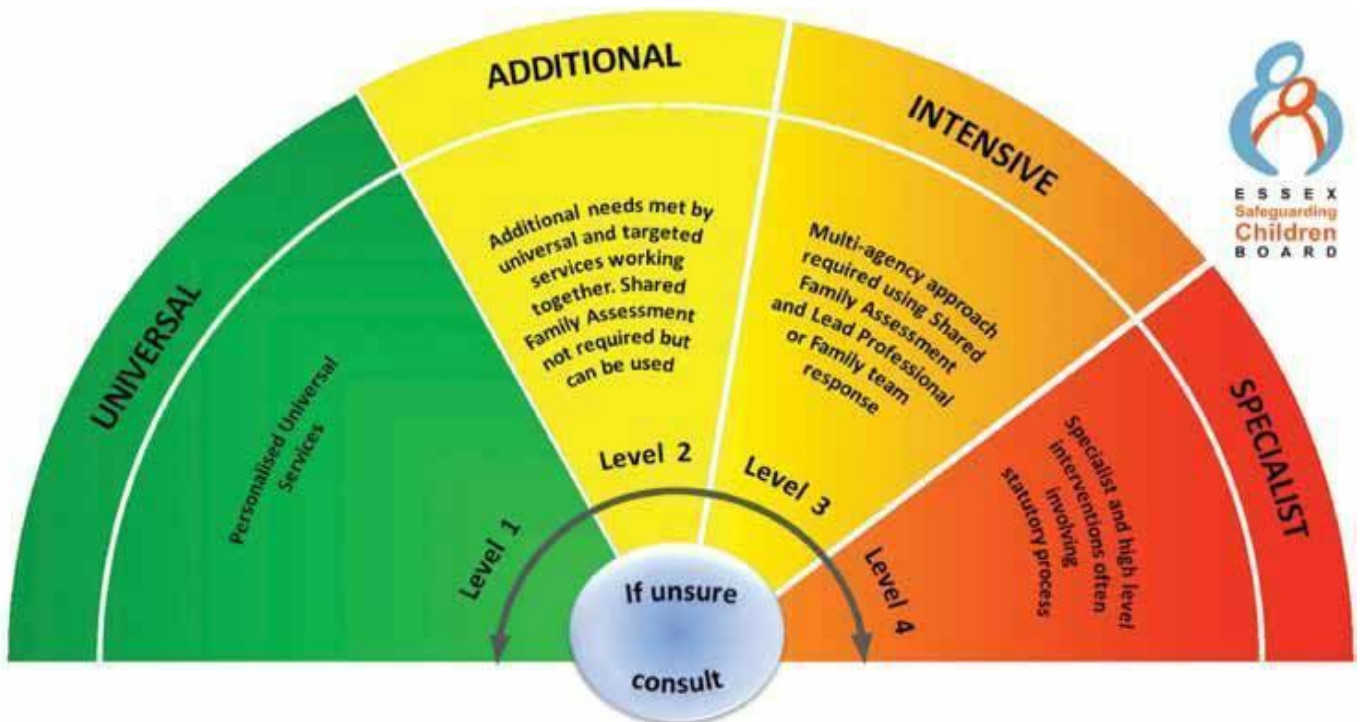 UNIVERSAL
Personalised Universal
Services
Level 1
ADDITIONAL
Additional needs met by
universal and targeted
services working
together. Shared
Family Assessment
not required but
can be used
Level 2
INTENSIVE
Multi-agency approach
required using Shared
Family Assessment
and Lead Professional
or Family team
response
Level 3
SPECIALIST
Specialist and high level
interventions often
involving
statutory process
Level 4
If unsure
consult
ESSEX
Safeguarding
Children
BOARD